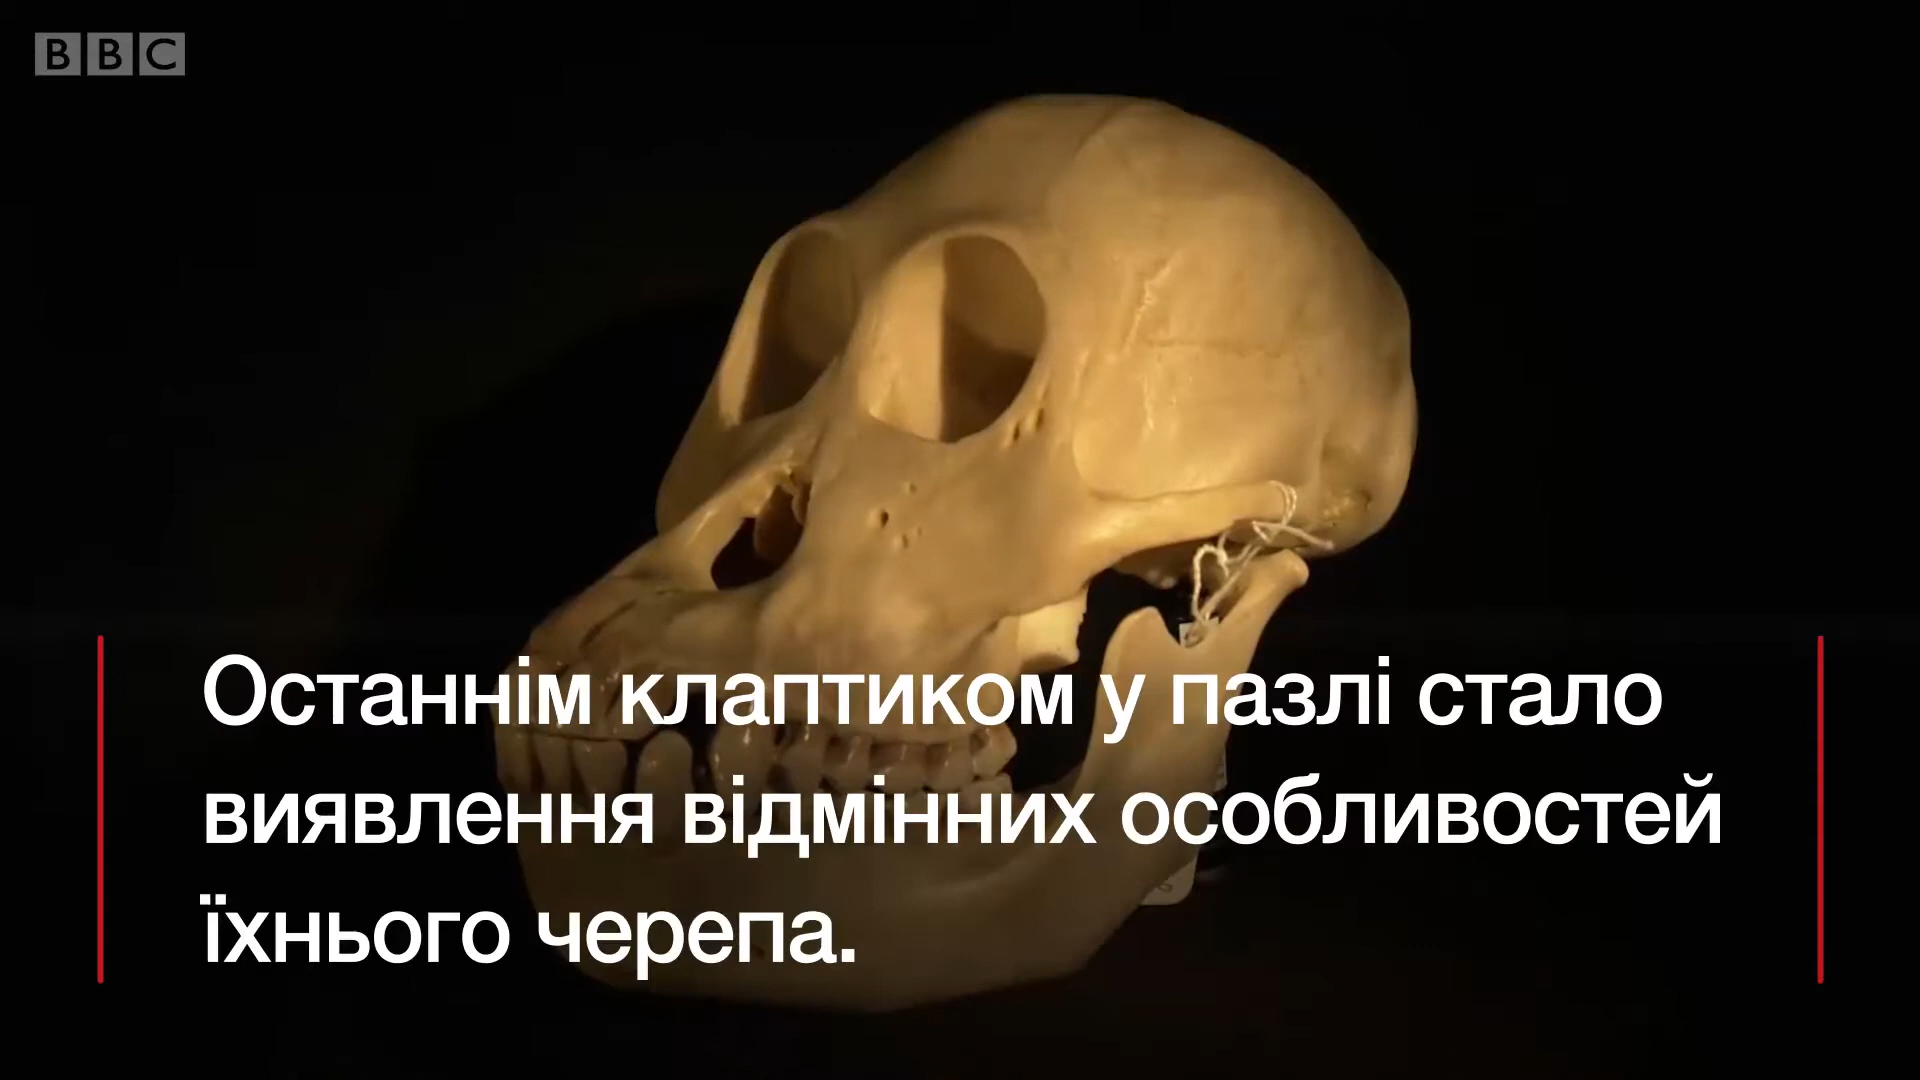 BBC
Останнім клаптиком у пазлі стало
виявлення відмінних особливостей
їхнього черепа.